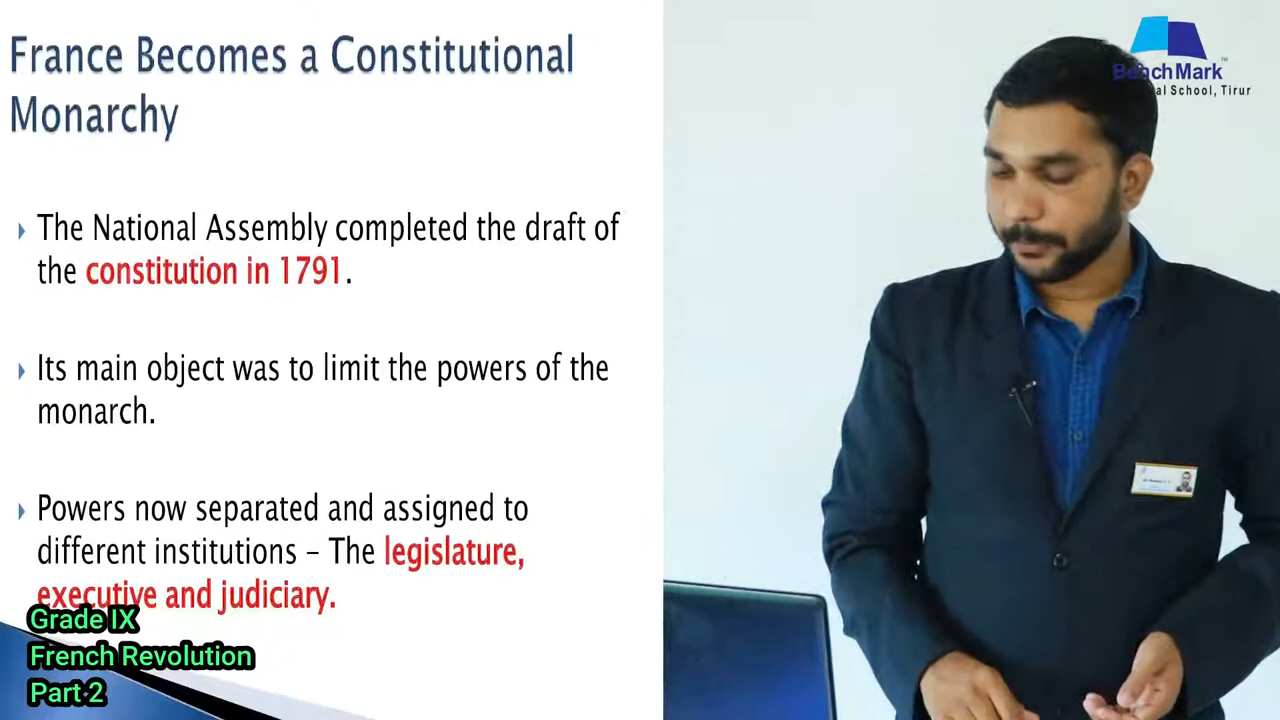 France Becomes a Constitutional
Monarchy
The National Assembly completed the draft of
the constitution in 1791.
Its main object was to limit the powers of the
monarch.
Powers now separated and assigned to
different institutions – The legislature,
executive and judiciary.
Grade IX
French Revolution
Part 2
BenchMark
al School, Tirur